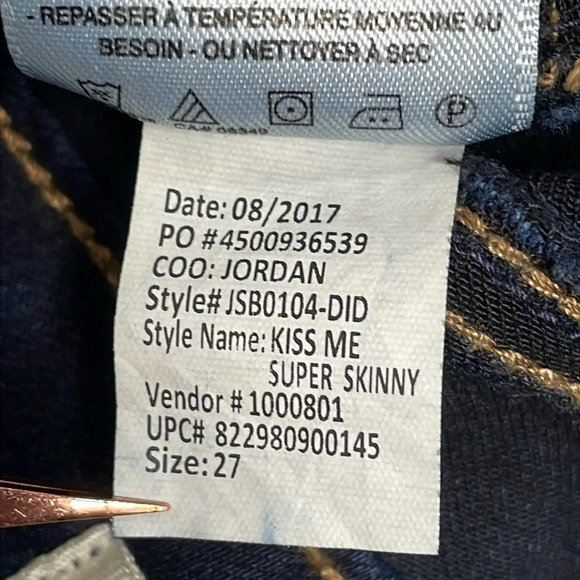 - REPASSER À TEMPÉRATURE MOYENNE AU
BESOIN - OU NETTOYER À SEC
P
Date: 08/2017
PO #4500936539
COO: JORDAN
Style# JSB0104-DID
Style Name: KISS ME
SUPER SKINNY
Vendor # 1000801
UPC# 822980900145
Size: 27